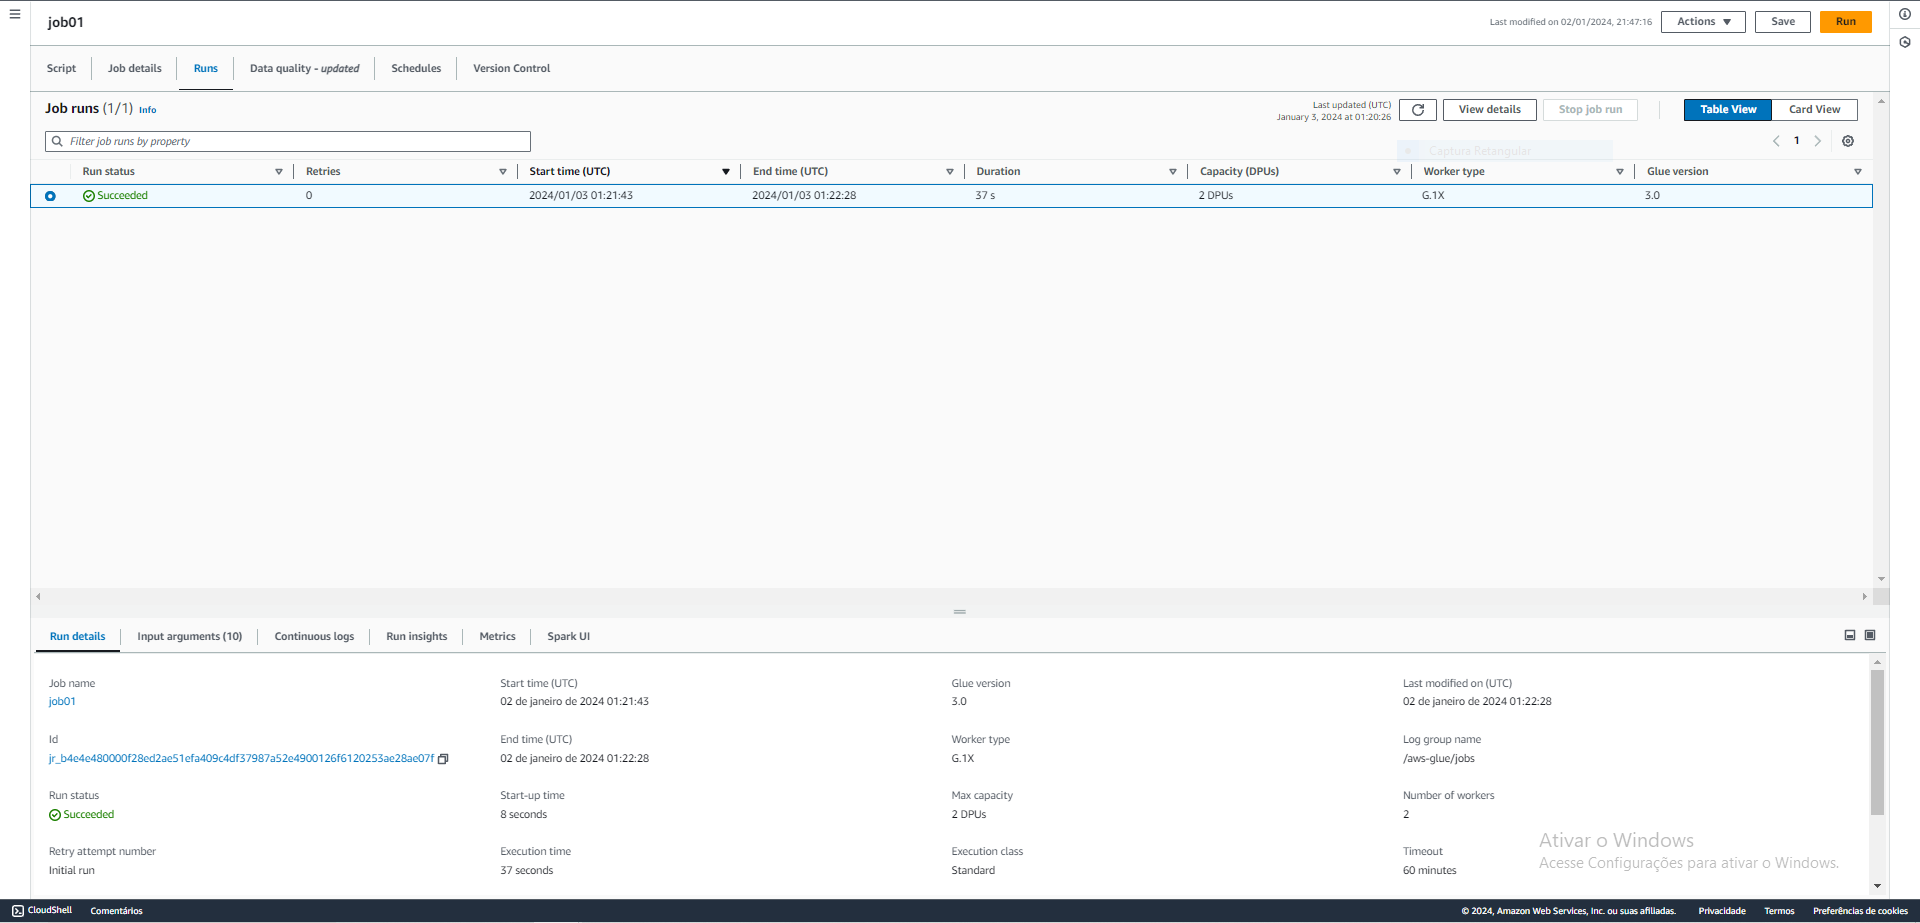 job01
Last modified on 02/01/2024, 21:47:16
Actions
Save
Run
Script
Job details
Runs
Data quality - updated
Schedules
Version Control
Job runs (1/1) Info
Last updated (UTC)
January 3, 2024 at 01:20:26
View details
Stop job run
Table View
Card View
Filter job runs by property
1
Captura Retangular
Run status
Retries
Start time (UTC)
End time (UTC)
Duration
Capacity (DPUs)
Worker type
Glue version
Succeeded
0
2024/01/03 01:21:43
2024/01/03 01:22:28
37 s
2 DPUs
G.1X
3.0
Run details
Input arguments (10)
Continuous logs
Run insights
Metrics
Spark UI
Job name
job01
Start time (UTC)
02 de janeiro de 2024 01:21:43
Glue version
3.0
Last modified on (UTC)
02 de janeiro de 2024 01:22:28
Id
jr_b4e4e480000f28ed2ae51efa409c4df37987a52e4900126f6120253ae28ae07f
End time (UTC)
02 de janeiro de 2024 01:22:28
Worker type
G.1X
Log group name
/aws-glue/jobs
Run status
Succeeded
Start-up time
8 seconds
Max capacity
2 DPUs
Number of workers
2
Retry attempt number
Initial run
Execution time
37 seconds
Execution class
Standard
Timeout
60 minutes
Ativar o Windows
Acesse Configurações para ativar o Windows.
CloudShell
Comentários
© 2024, Amazon Web Services, Inc. ou suas afiliadas.
Privacidade
Termos
Preferências de cookies